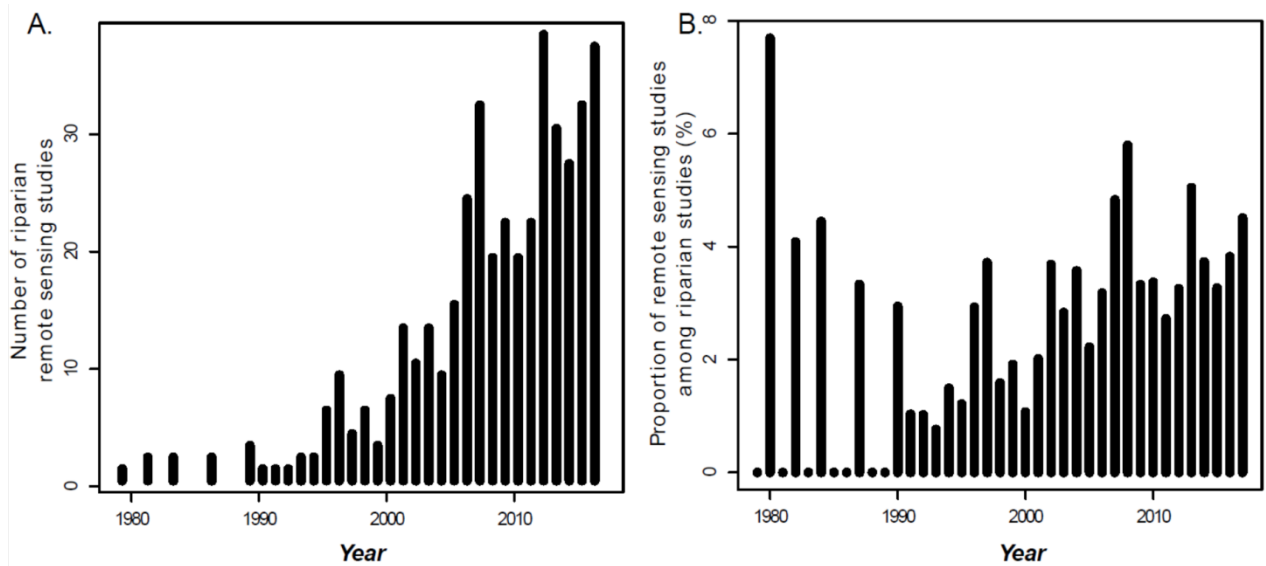 A.
Number of riparian
remote sensing studies
30
20
10
0
1980
1990
2000
2010
Year
B.
Proportion of remote sensing studies
among riparian studies (%)
8
6
4
2
0
1980
1990
2000
2010
Year